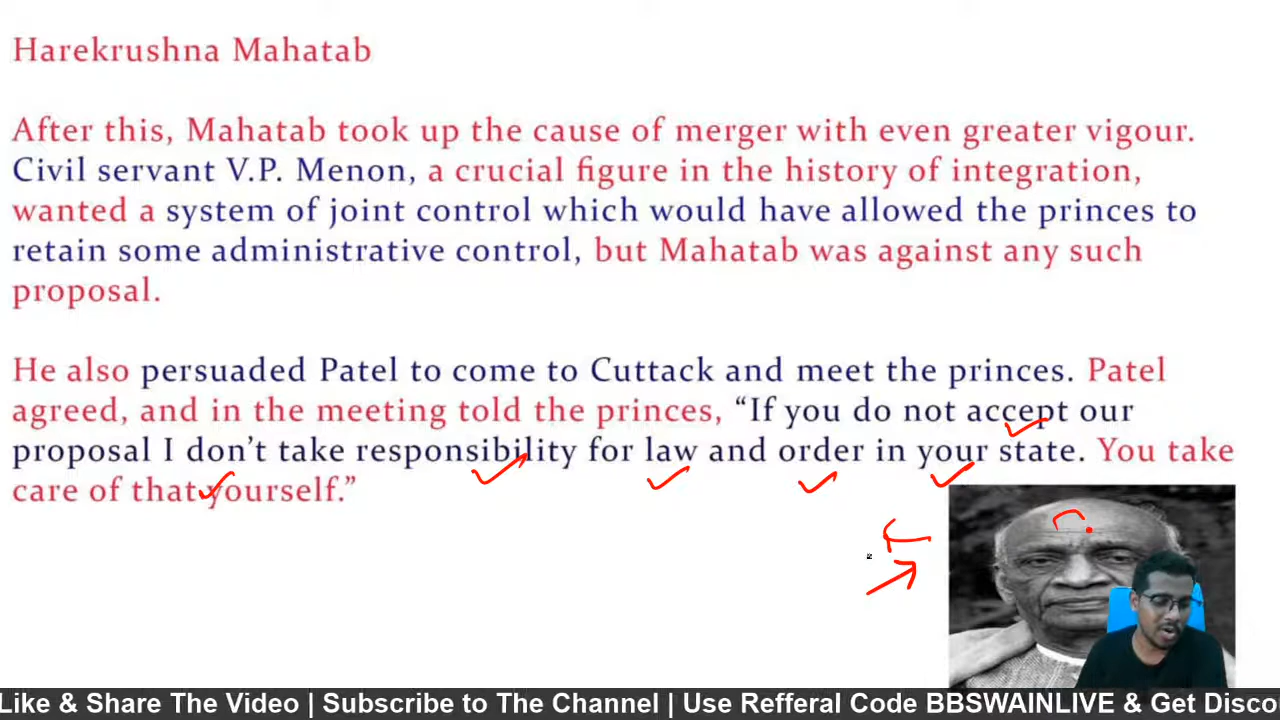 Harekrushna Mahatab
After this, Mahatab took up the cause of merger with even greater vigour.
Civil servant V.P. Menon, a crucial figure in the history of integration,
wanted a system of joint control which would have allowed the princes to
retain some administrative control, but Mahatab was against any such
proposal.
He also persuaded Patel to come to Cuttack and meet the princes. Patel
agreed, and in the meeting told the princes, “If you do not accept our
proposal I don’t take responsibility for law and order in your state. You take
care of that yourself.”
Like & Share The Video | Subscribe to The Channel | Use Refferal Code BBSWAINLIVE & Get Disco